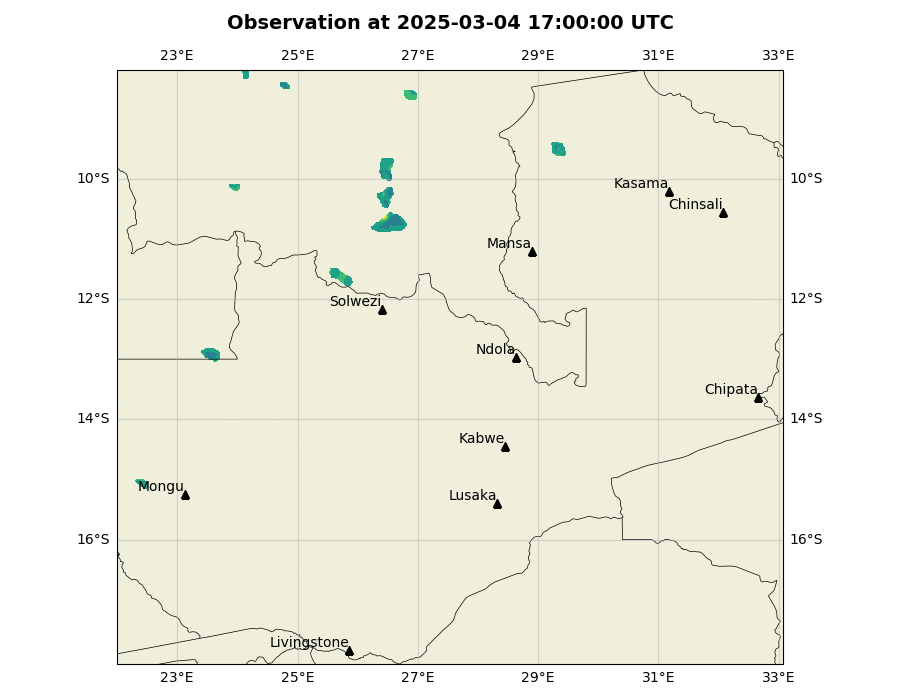 Observation at 2025-03-04 17:00:00 UTC
23°E 25°E 27°E 29°E 31°E 33°E
10°S 10°S
Kasama
Chinsali
Mansa
12°S 12°S
Solwezi
Ndola
Chipata
14°S 14°S
Kabwe
Mongu
Lusaka
16°S 16°S
Livingstone
23°E 25°E 27°E 29°E 31°E 33°E